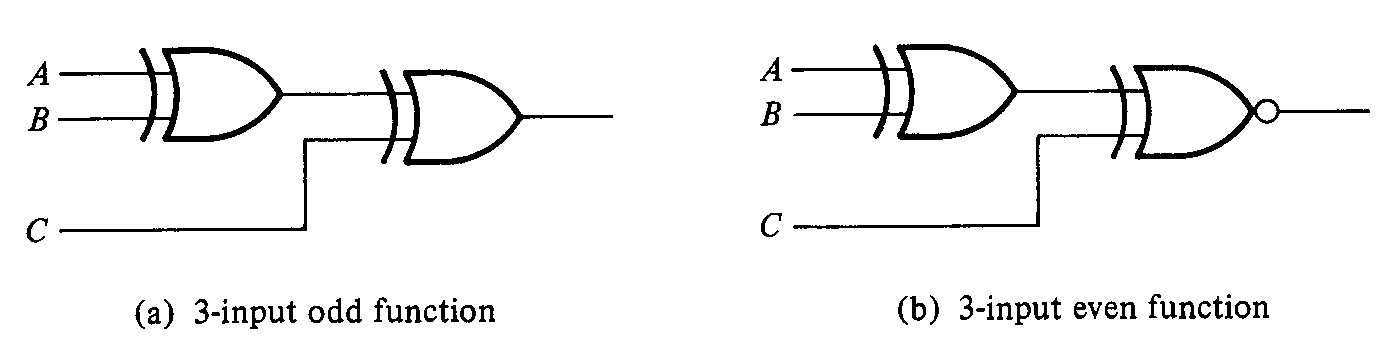 A
B
C
(a) 3-input odd function
A
B
C
(b) 3-input even function